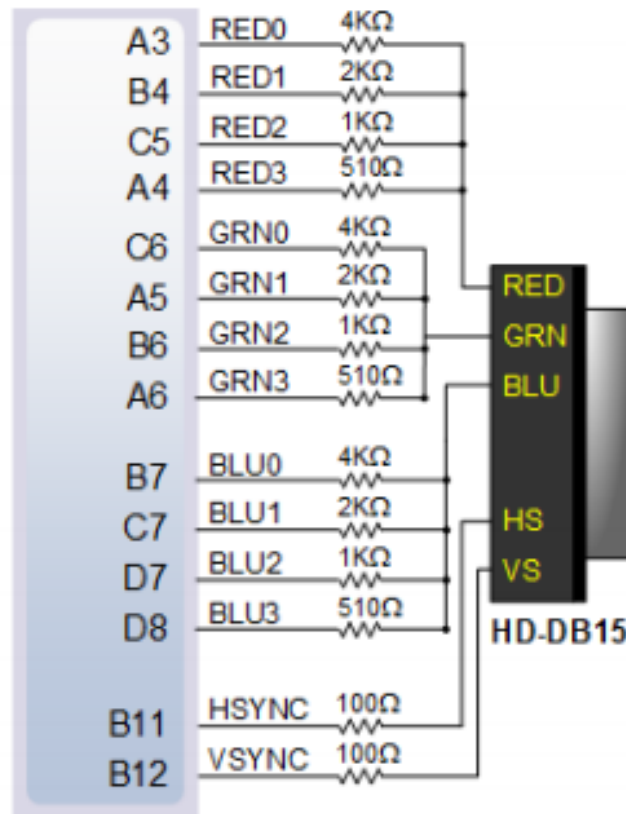 A3 RED0 4KΩ
B4 RED1 2KΩ
C5 RED2 1KΩ
A4 RED3 510Ω
C6 GRN0 4KΩ
A5 GRN1 2KΩ
B6 GRN2 1KΩ
A6 GRN3 510Ω
B7 BLU0 4KΩ
C7 BLU1 2KΩ
D7 BLU2 1KΩ
D8 BLU3 510Ω
B11 HSYNC 100Ω
B12 VSYNC 100Ω
RED
GRN
BLU
HS
VS
HD-DB15